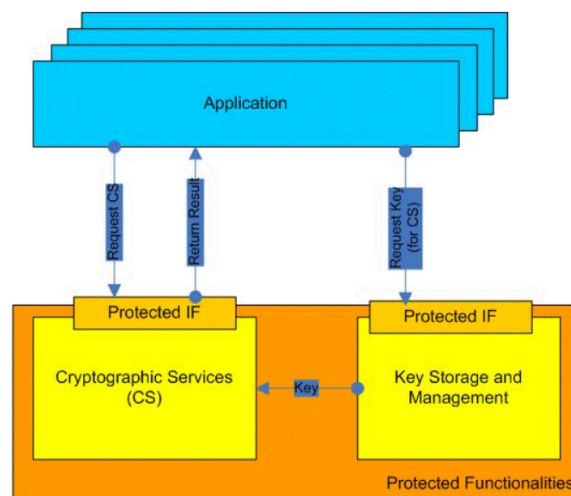 Application
Request CS
Return Result
Request Key
(for CS)
Protected IF
Protected IF
Cryptographic Services
(CS)
Key
Key Storage and
Management
Protected Functionalities